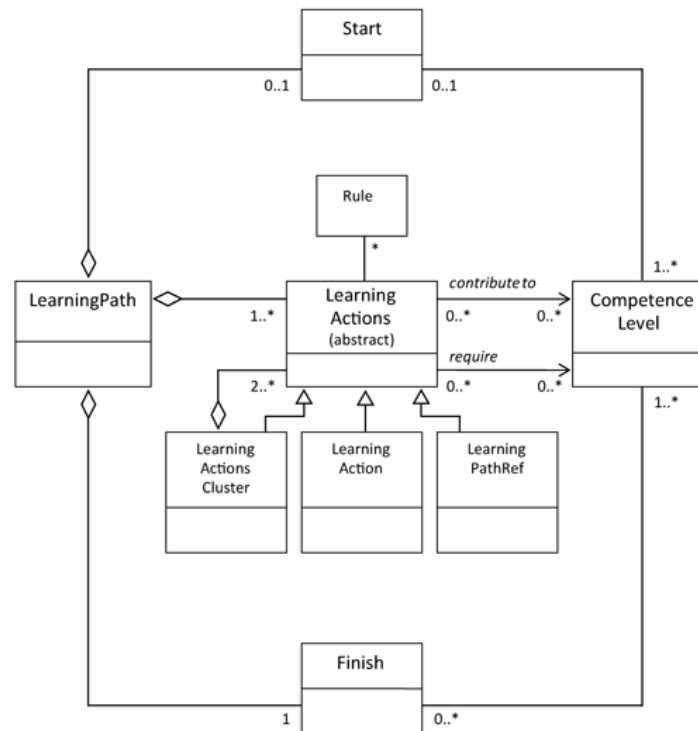 Start
0..1
0..1
Rule
*
LearningPath
1..*
Learning
Actions
(abstract)
contribute to
0..*
0..*
require
0..*
0..*
1..*
Competence
Level
1..*
2..*
Learning
Actions
Cluster
Learning
Action
Learning
PathRef
Finish
1
0..*